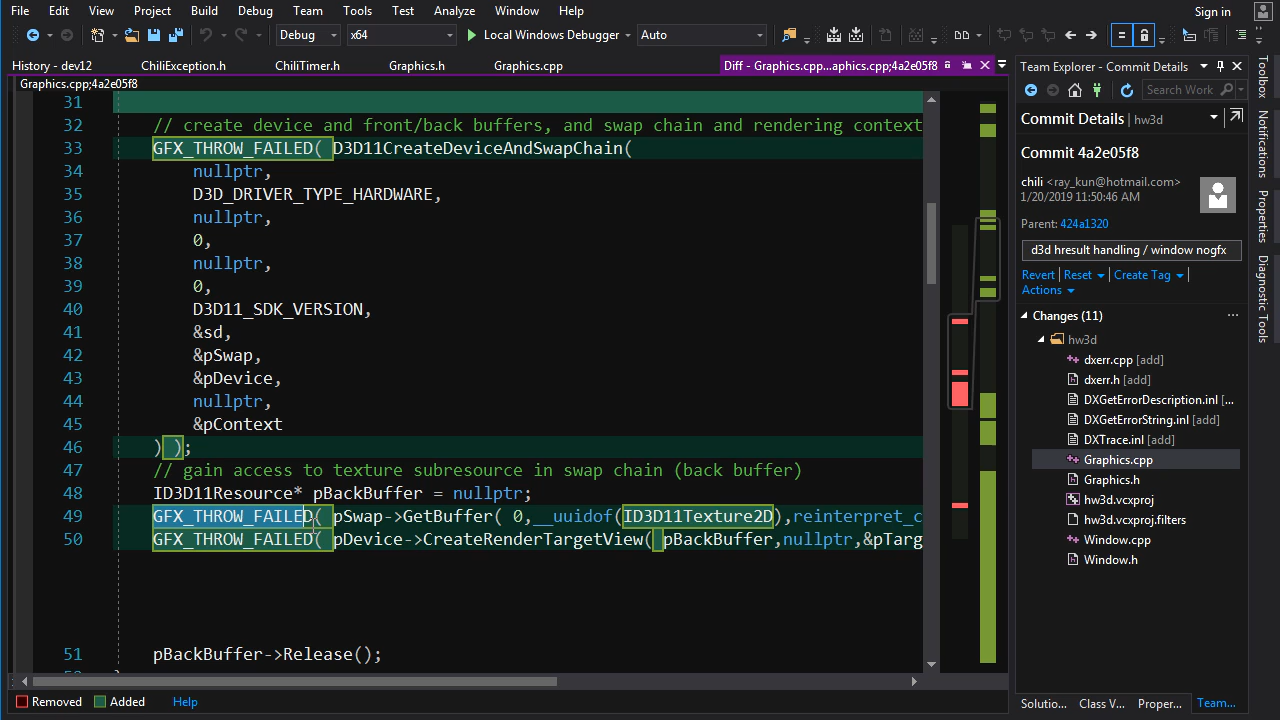 File Edit View Project Build Debug Team Tools Test Analyze Window Help Sign in
Debug x64 Local Windows Debugger Auto
History - dev12 ChiliException.h ChiliTimer.h Graphics.h Graphics.cpp Diff - Graphics.cpp...aphics.cpp;4a2e05f8
Graphics.cpp;4a2e05f8
31
32 // create device and front/back buffers, and swap chain and rendering context
33 GFX_THROW_FAILED( D3D11CreateDeviceAndSwapChain(
34 nullptr,
35 D3D_DRIVER_TYPE_HARDWARE,
36 nullptr,
37 0,
38 nullptr,
39 0,
40 D3D11_SDK_VERSION,
41 &sd,
42 &pSwap,
43 &pDevice,
44 nullptr,
45 &pContext
46 ) );
47 // gain access to texture subresource in swap chain (back buffer)
48 ID3D11Resource* pBackBuffer = nullptr;
49 GFX_THROW_FAILED( pSwap->GetBuffer( 0,__uuidof(ID3D11Texture2D),reinterpret_c
50 GFX_THROW_FAILED( pDevice->CreateRenderTargetView( pBackBuffer,nullptr,&pTarg
51 pBackBuffer->Release();
Removed Added Help
Team Explorer - Commit Details
Search Work
Commit Details | hw3d
Commit 4a2e05f8
chili <ray_kun@hotmail.com>
1/20/2019 11:50:46 AM
Parent: 424a1320
d3d hresult handling / window nogfx
Revert Reset Create Tag
Actions
Changes (11) ...
hw3d
dxerr.cpp [add]
dxerr.h [add]
DXGetErrorDescription.inl [...
DXGetErrorString.inl [add]
DXTrace.inl [add]
Graphics.cpp
Graphics.h
hw3d.vcxproj
hw3d.vcxproj.filters
Window.cpp
Window.h
Solutio... Class V... Proper... Team...
Toolbox
Notifications
Properties
Diagnostic Tools